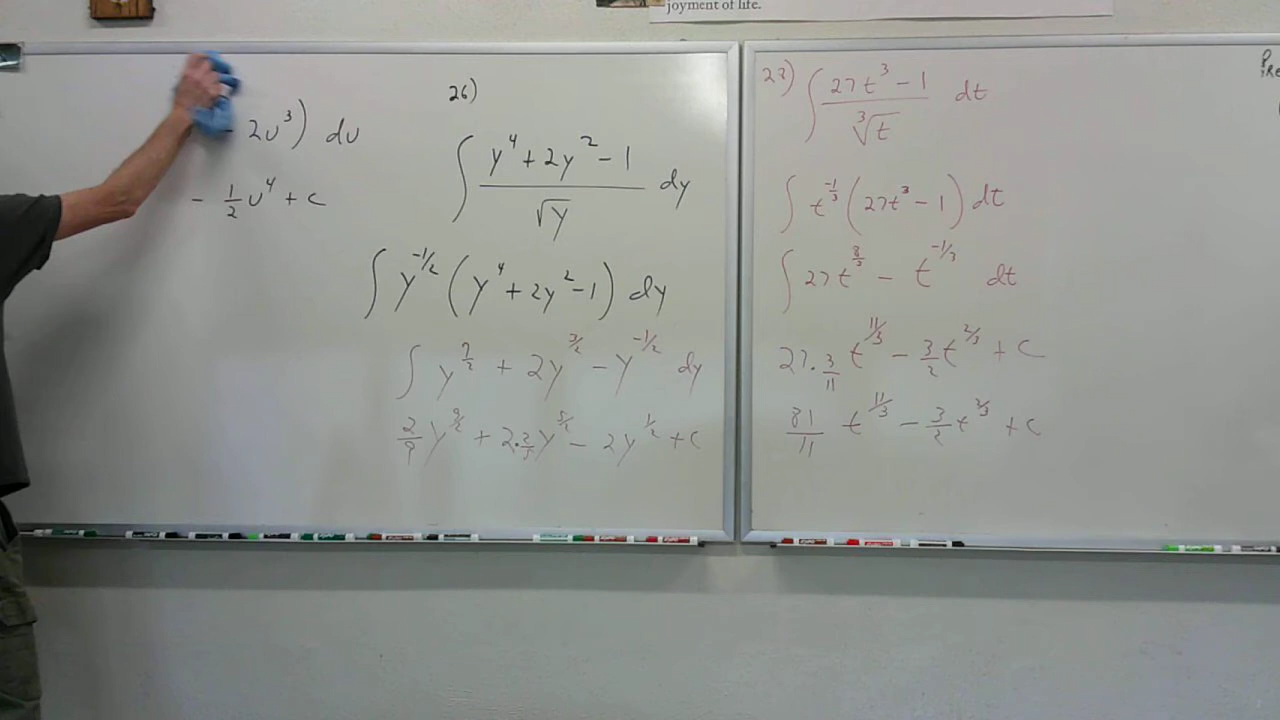 joyment of life.
2u³) du
- 1/2 u⁴ + c
26)
∫ (y⁴ + 2y² - 1)/√y dy
∫ y^(-1/2) (y⁴ + 2y² - 1) dy
∫ y^(7/2) + 2y^(3/2) - y^(-1/2) dy
2/9 y^(9/2) + 2·2/5 y^(5/2) - 2y^(1/2) + c
∫ (27t³ - 1)/∛t dt
∫ t^(-1/3) (27t³ - 1) dt
∫ 27t^(8/3) - t^(-1/3) dt
27·3/11 t^(11/3) - 3/2 t^(2/3) + c
81/11 t^(11/3) - 3/2 t^(2/3) + c